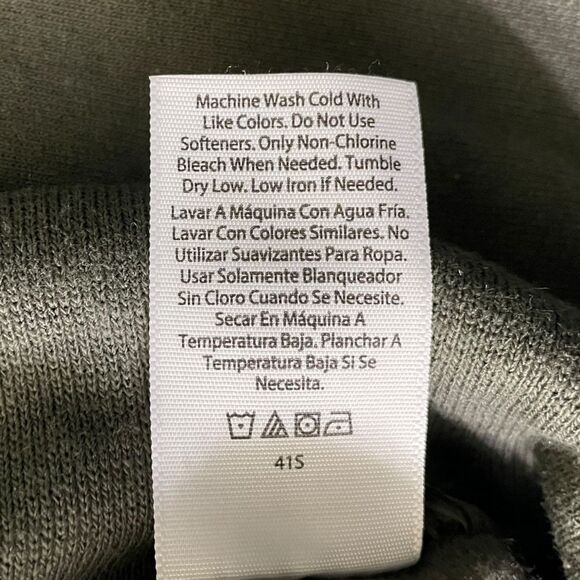 Machine Wash Cold With
Like Colors. Do Not Use
Softeners. Only Non-Chlorine
Bleach When Needed. Tumble
Dry Low. Low Iron If Needed.
Lavar A Máquina Con Agua Fría.
Lavar Con Colores Similares. No
Utilizar Suavizantes Para Ropa.
Usar Solamente Blanqueador
Sin Cloro Cuando Se Necesite.
Secar En Máquina A
Temperatura Baja. Planchar A
Temperatura Baja Si Se
Necesita.
41S